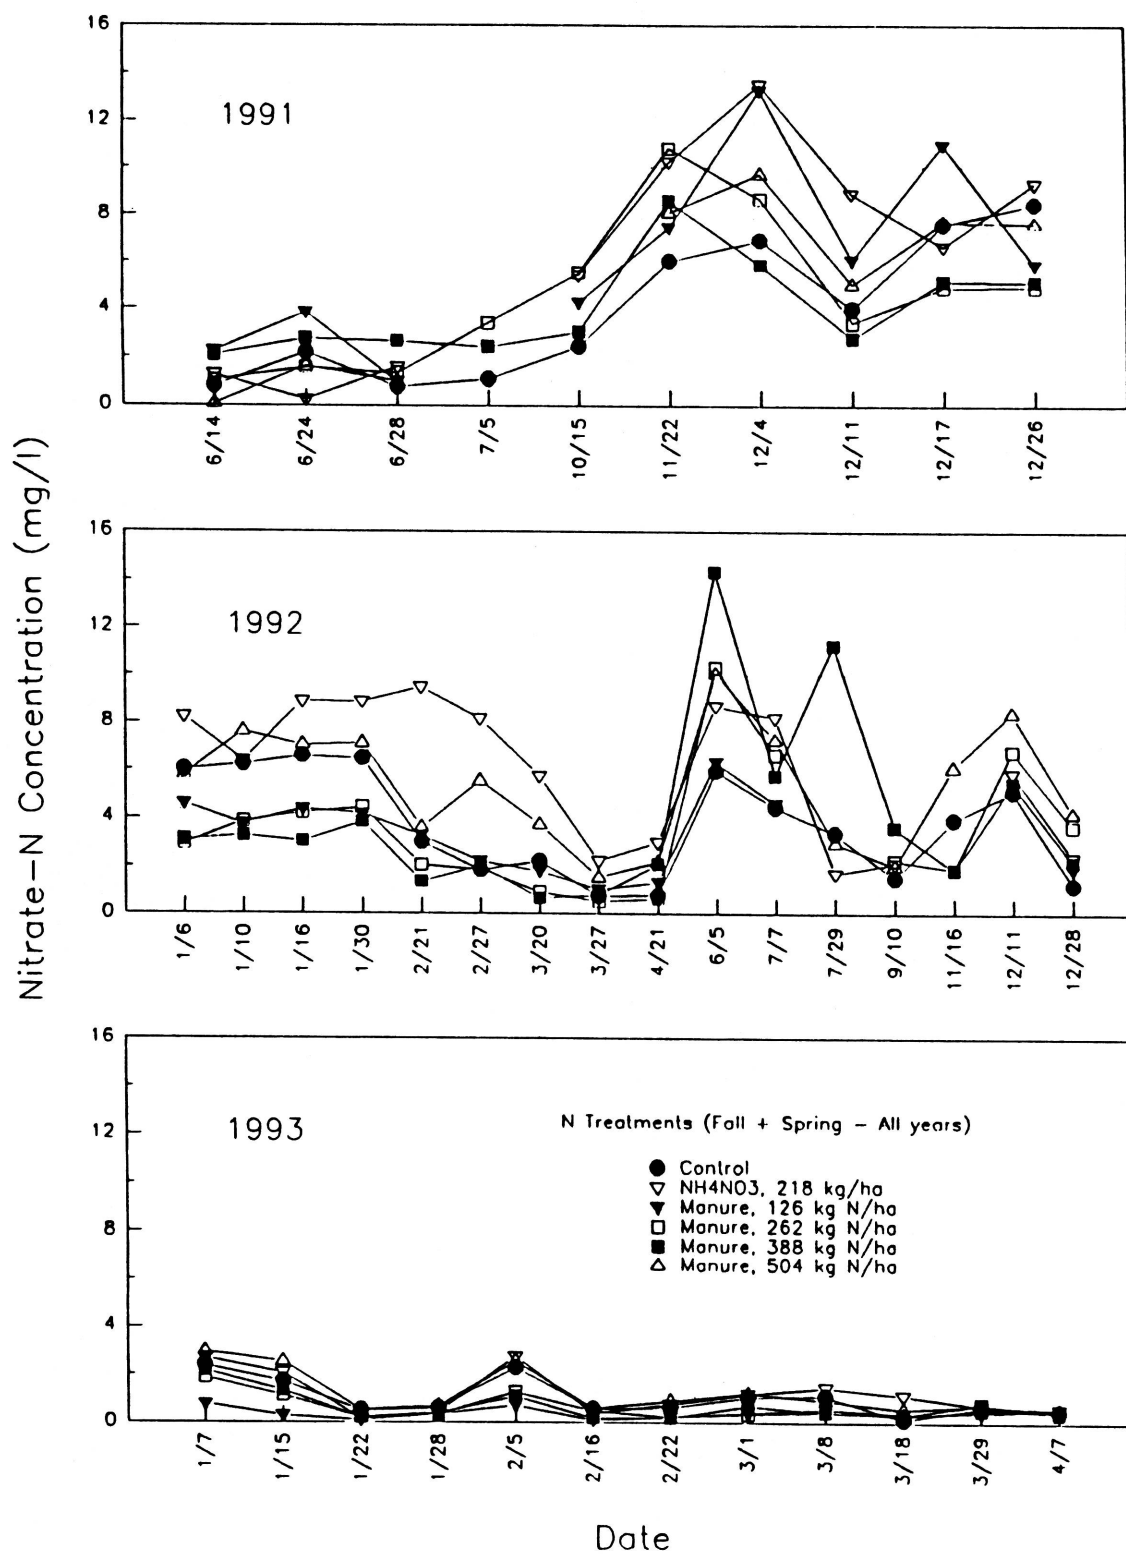 Nitrate-N Concentration (mg/l)
16
12
8
4
0
1991
6/14 6/24 6/28 7/5 10/15 11/22 12/4 12/11 12/17 12/26
16
12
8
4
0
1992
1/6 1/10 1/16 1/30 2/21 2/27 3/20 3/27 4/21 6/5 7/7 7/29 9/10 11/16 12/11 12/28
16
12
8
4
0
1993
N Treatments (Fall + Spring - All years)
Control
NH4NO3, 218 kg/ha
Manure, 126 kg N/ha
Manure, 262 kg N/ha
Manure, 388 kg N/ha
Manure, 504 kg N/ha
1/7 1/15 1/22 1/28 2/5 2/16 2/22 3/1 3/8 3/18 3/29 4/7
Date